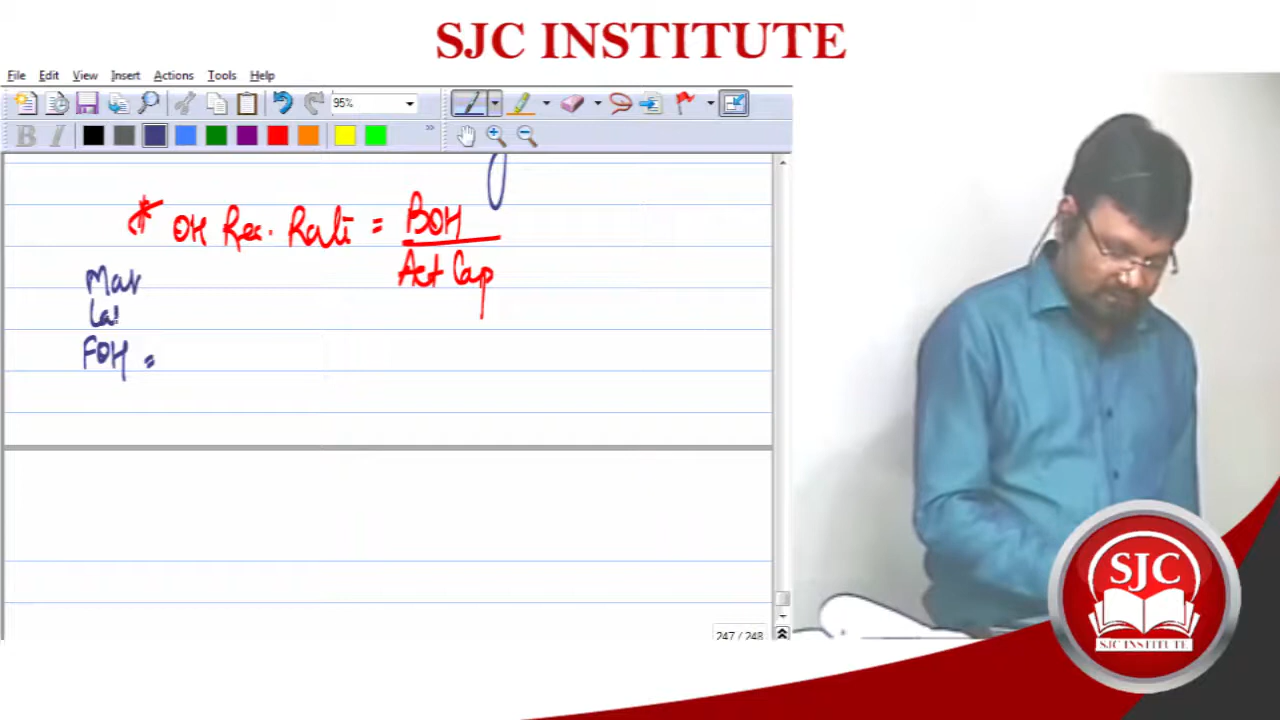 SJC INSTITUTE
File Edit View Insert Actions Tools Help
95%
B I
* OH Rec. Rate = BOH
Act Cap
Mat
Lab
FOH =
247 / 248
SJC
SJC INSTITUTE